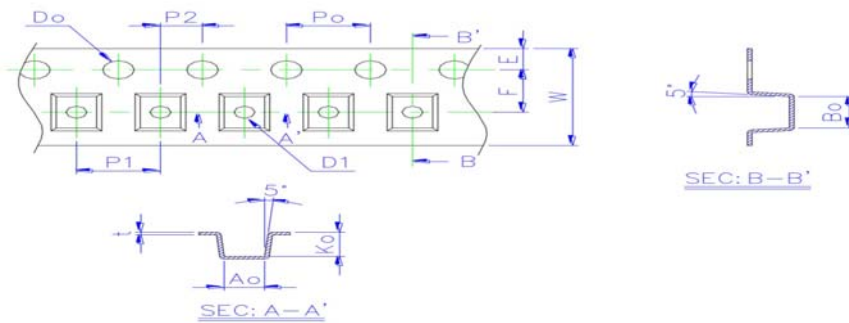 Do
P2
Po
B'
E
F
W
A
A'
P1
D1
B
5°
Bo
SEC: B-B'
5°
t
Ko
Ao
SEC: A-A'